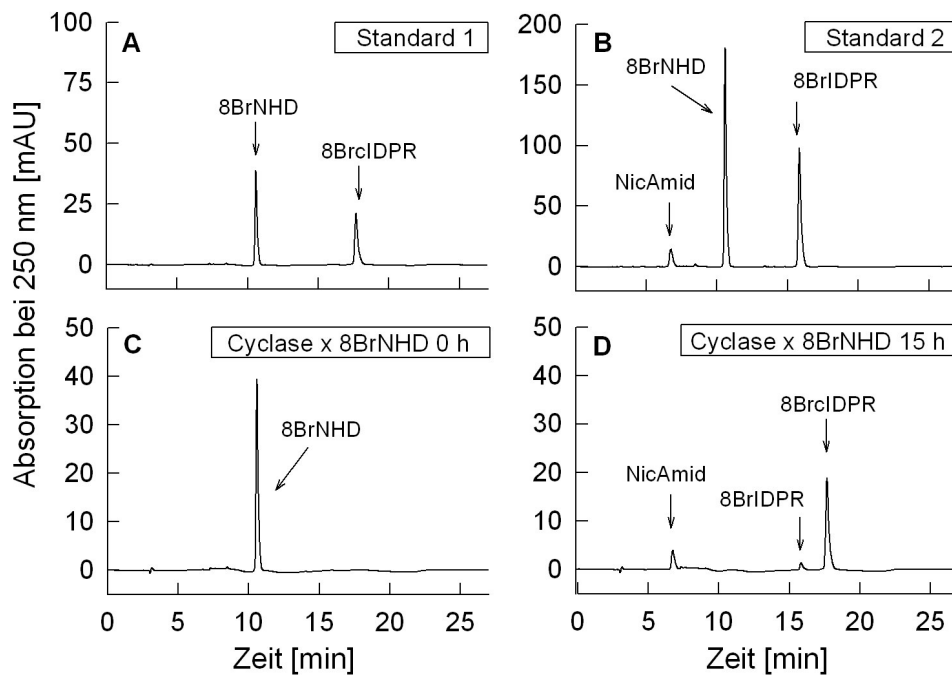 Absorption bei 250 nm [mAU]
A
Standard 1
100
75
50
25
0
8BrNHD
8BrcIDPR
B
Standard 2
200
150
100
50
0
8BrNHD
8BrIDPR
NicAmid
C
Cyclase x 8BrNHD 0 h
50
40
30
20
10
0
8BrNHD
0 5 10 15 20 25
Zeit [min]
D
Cyclase x 8BrNHD 15 h
50
40
30
20
10
0
8BrcIDPR
NicAmid
8BrIDPR
0 5 10 15 20 25
Zeit [min]